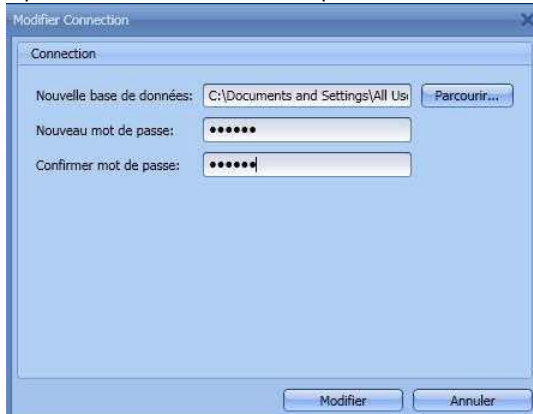 Modifier Connection
Connection
Nouvelle base de données: C:\Documents and Settings\All Use Parcourir...
Nouveau mot de passe: ••••••
Confirmer mot de passe: ••••••
Modifier Annuler